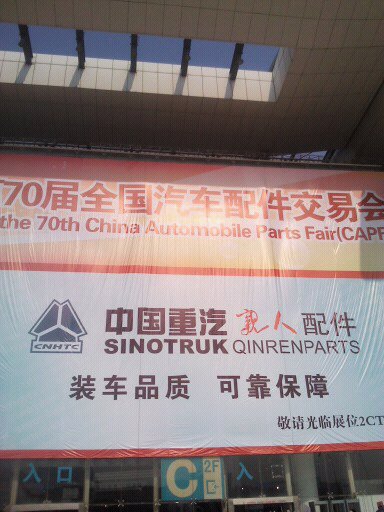 70届全国汽车配件交易会
the 70th China Automobile Parts Fair(CAPF
CNHTC
中国重汽 亲人配件
SINOTRUK QINRENPARTS
装车品质 可靠保障
敬请光临展位2CT
入口 C 2F 入